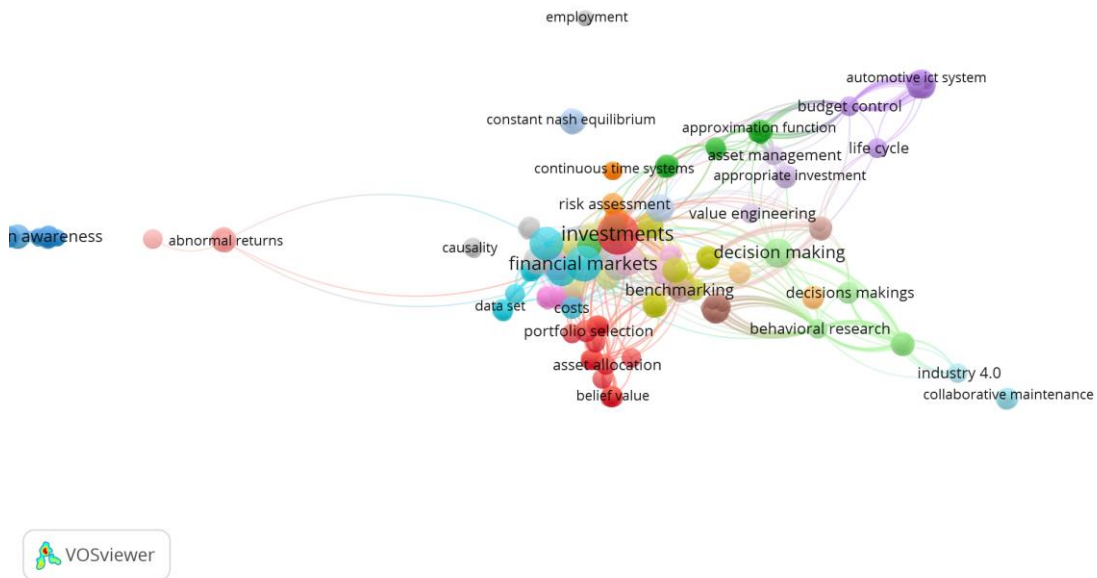 employment
automotive ict system
budget control
constant nash equilibrium
approximation function
asset management
life cycle
continuous time systems
appropriate investment
risk assessment
value engineering
n awareness
abnormal returns
causality
investments
decision making
financial markets
benchmarking
decisions makings
data set
costs
portfolio selection
behavioral research
asset allocation
industry 4.0
belief value
collaborative maintenance
VOSviewer